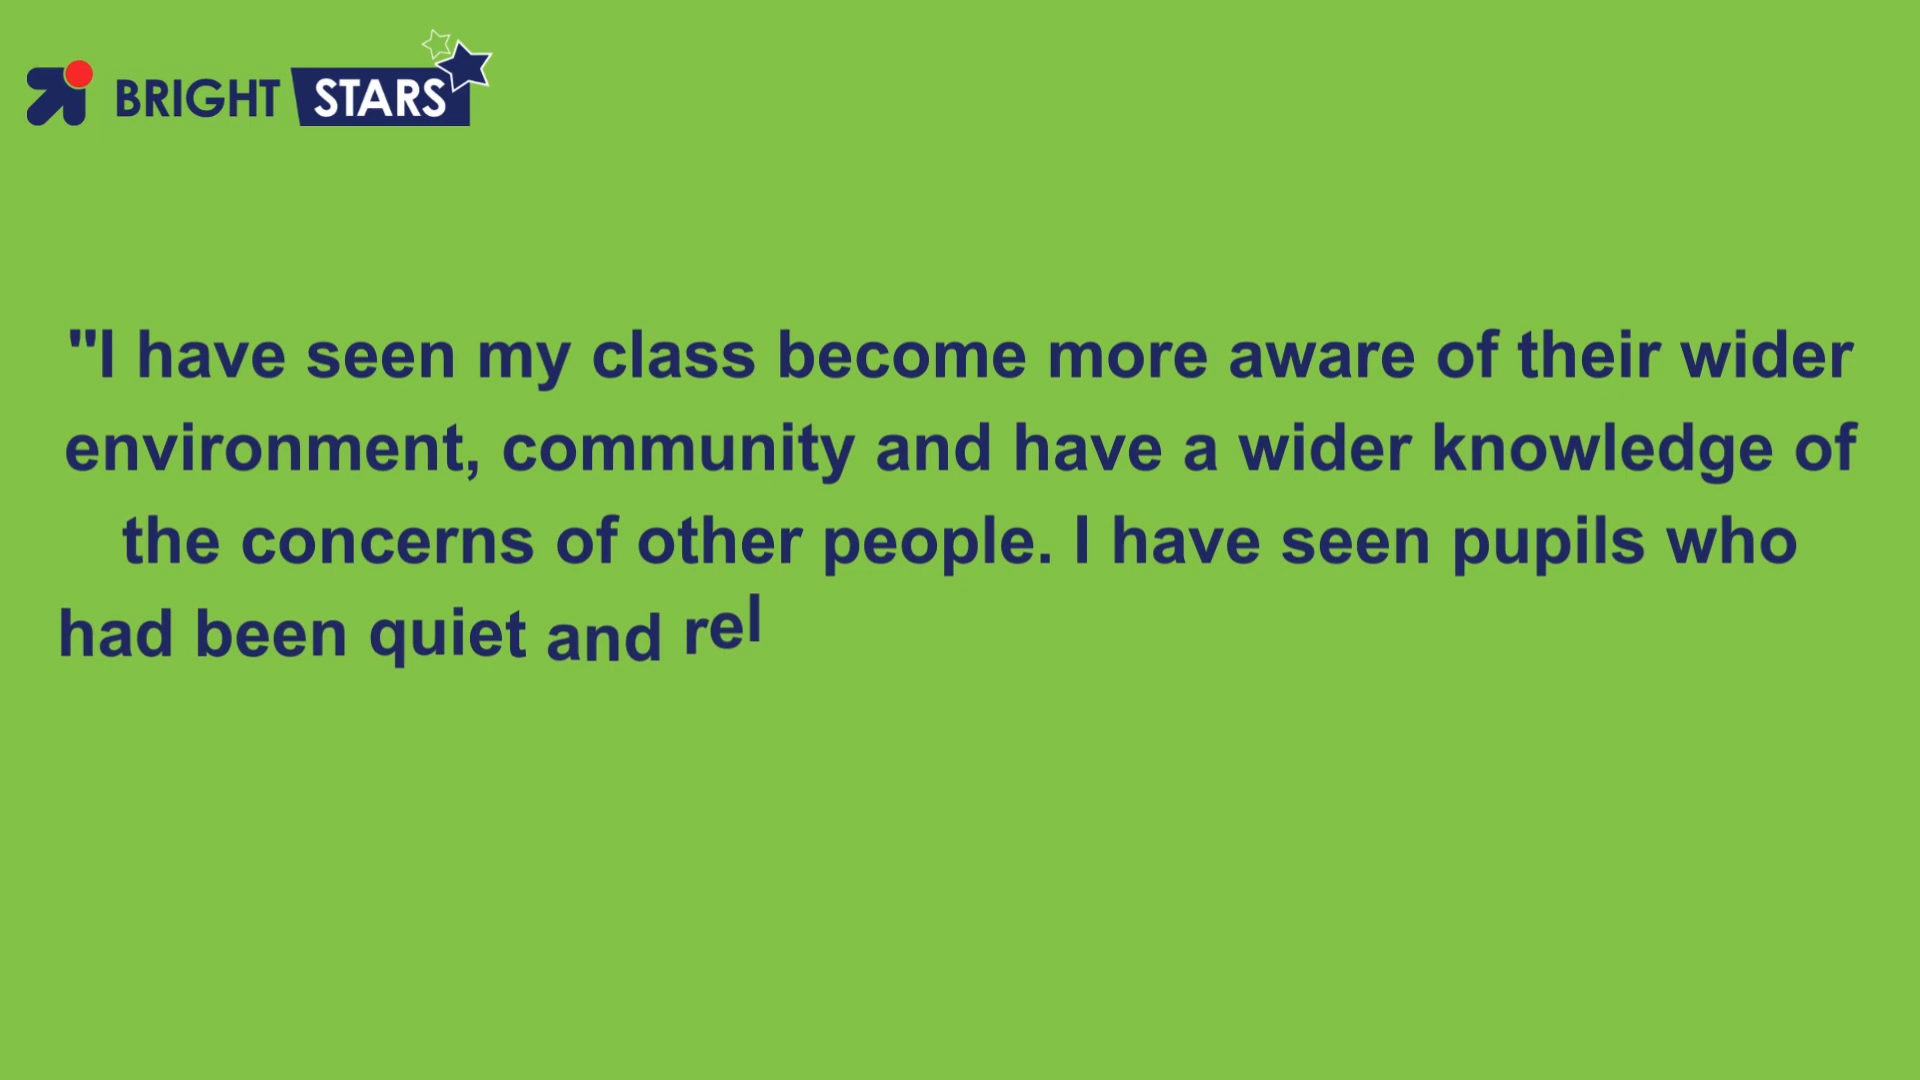 BRIGHT STARS
"I have seen my class become more aware of their wider
environment, community and have a wider knowledge of
the concerns of other people. I have seen pupils who
had been quiet and rel